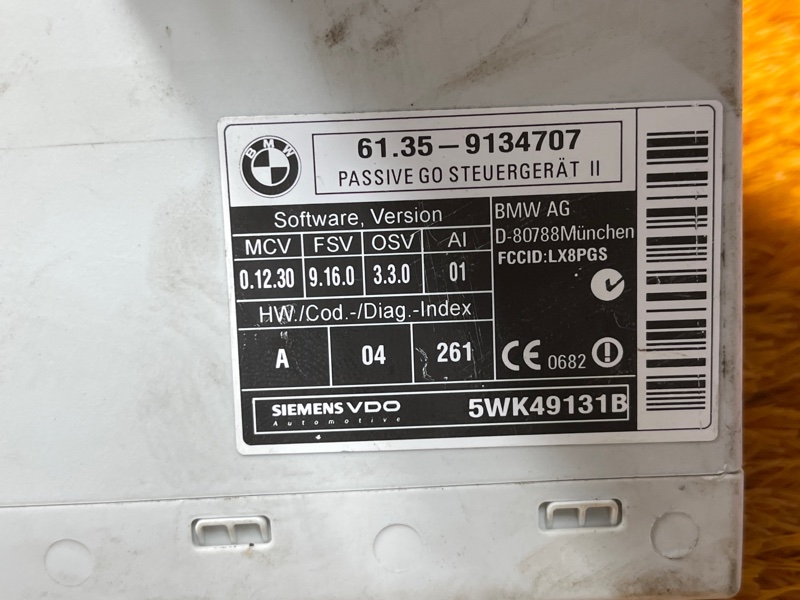 BMW
61.35-9134707
PASSIVE GO STEUERGERÄT II
Software, Version
MCV FSV OSV AI
0.12.30 9.16.0 3.3.0 01
HW./Cod.-/Diag.-Index
A 04 261
BMW AG
D-80788München
FCCID:LX8PGS
CE 0682
SIEMENS VDO
Automotive
5WK49131B